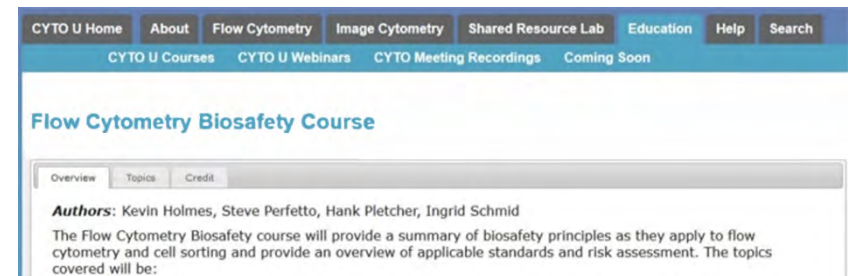 CYTO U Home About Flow Cytometry Image Cytometry Shared Resource Lab Education Help Search
CYTO U Courses CYTO U Webinars CYTO Meeting Recordings Coming Soon
Flow Cytometry Biosafety Course
Overview Topics Credit
Authors: Kevin Holmes, Steve Perfetto, Hank Pletcher, Ingrid Schmid
The Flow Cytometry Biosafety course will provide a summary of biosafety principles as they apply to flow
cytometry and cell sorting and provide an overview of applicable standards and risk assessment. The topics
covered will be: